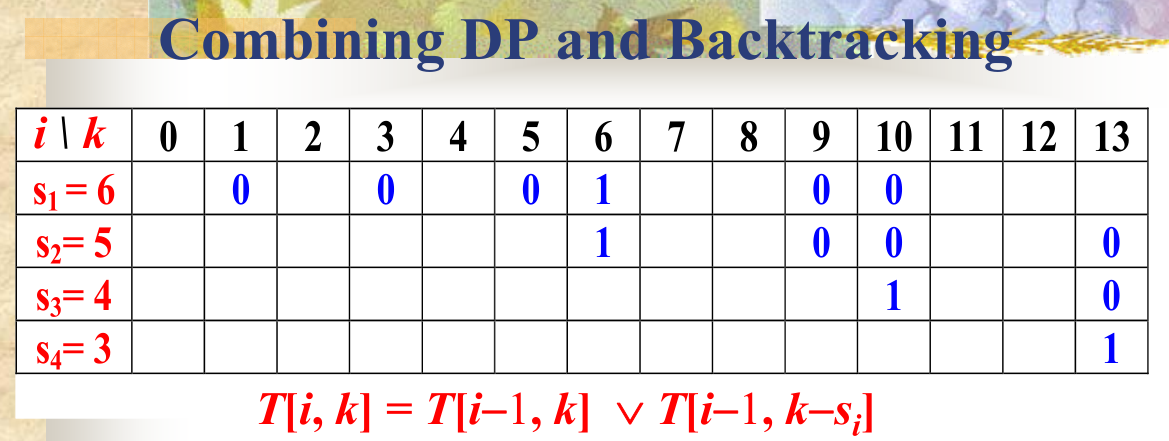 Combining DP and Backtracking
i \ k 0 1 2 3 4 5 6 7 8 9 10 11 12 13
s₁ = 6 0 0 0 1 0 0
s₂= 5 1 0 0 0
s₃= 4 1 0
s₄= 3 1
T[i, k] = T[i–1, k] ∨ T[i–1, k–sᵢ]